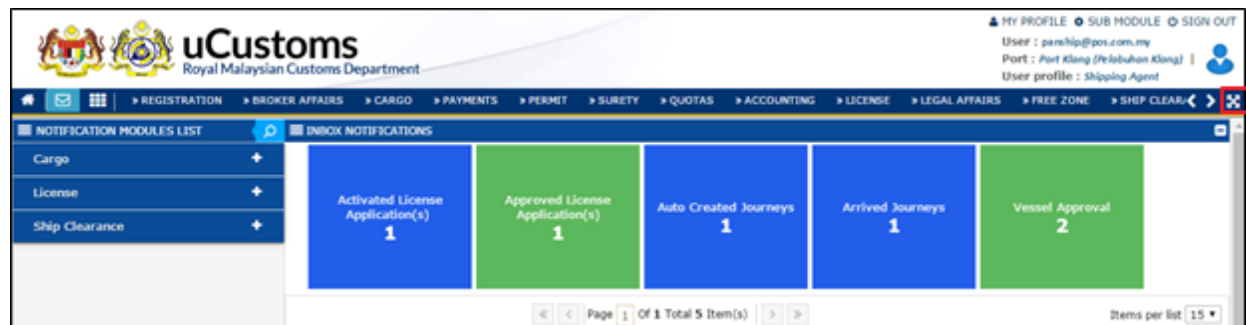 MY PROFILE SUB MODULE SIGN OUT
uCustoms
Royal Malaysian Customs Department
User : panship@pos.com.my
Port : Port Klang (Pelabuhan Klang) |
User profile : Shipping Agent
REGISTRATION BROKER AFFAIRS CARGO PAYMENTS PERMIT SURETY QUOTAS ACCOUNTING LICENSE LEGAL AFFAIRS FREE ZONE SHIP CLEARA
NOTIFICATION MODULES LIST
INBOX NOTIFICATIONS
Cargo
License
Ship Clearance
Activated License
Application(s)
1
Approved License
Application(s)
1
Auto Created Journeys
1
Arrived Journeys
1
Vessel Approval
2
Page 1 Of 1 Total 5 Item(s)
Items per list 15